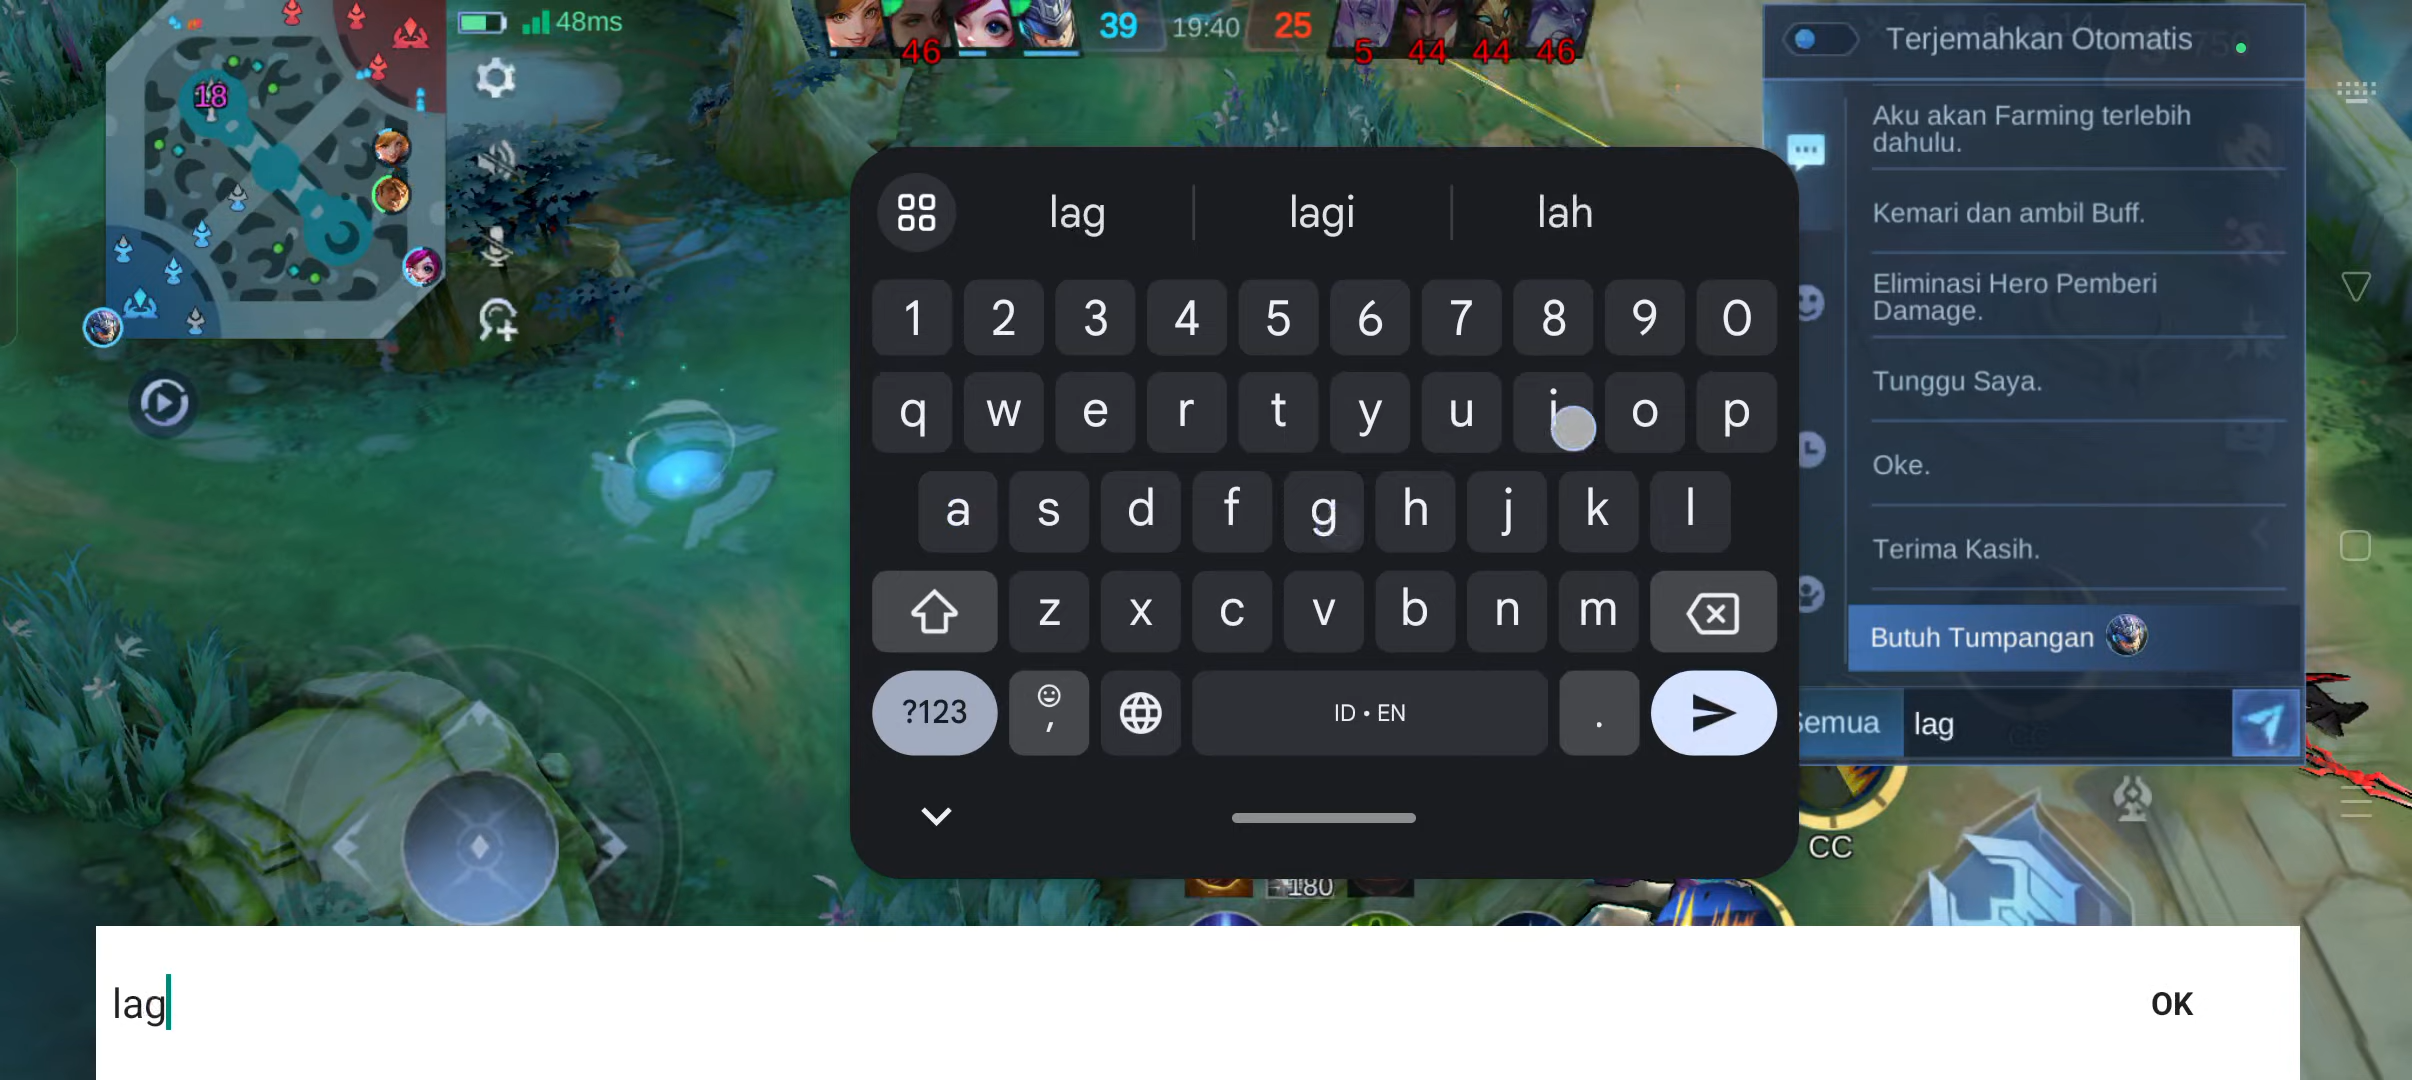 48ms
39 19:40 25
46 5 44 44 46
18
Terjemahkan Otomatis
Aku akan Farming terlebih
dahulu.
Kemari dan ambil Buff.
Eliminasi Hero Pemberi
Damage.
Tunggu Saya.
Oke.
Terima Kasih.
Butuh Tumpangan
Semua lag
lag lagi lah
1 2 3 4 5 6 7 8 9 0
q w e r t y u i o p
a s d f g h j k l
z x c v b n m
?123 , ID • EN .
CC
180
lag
OK